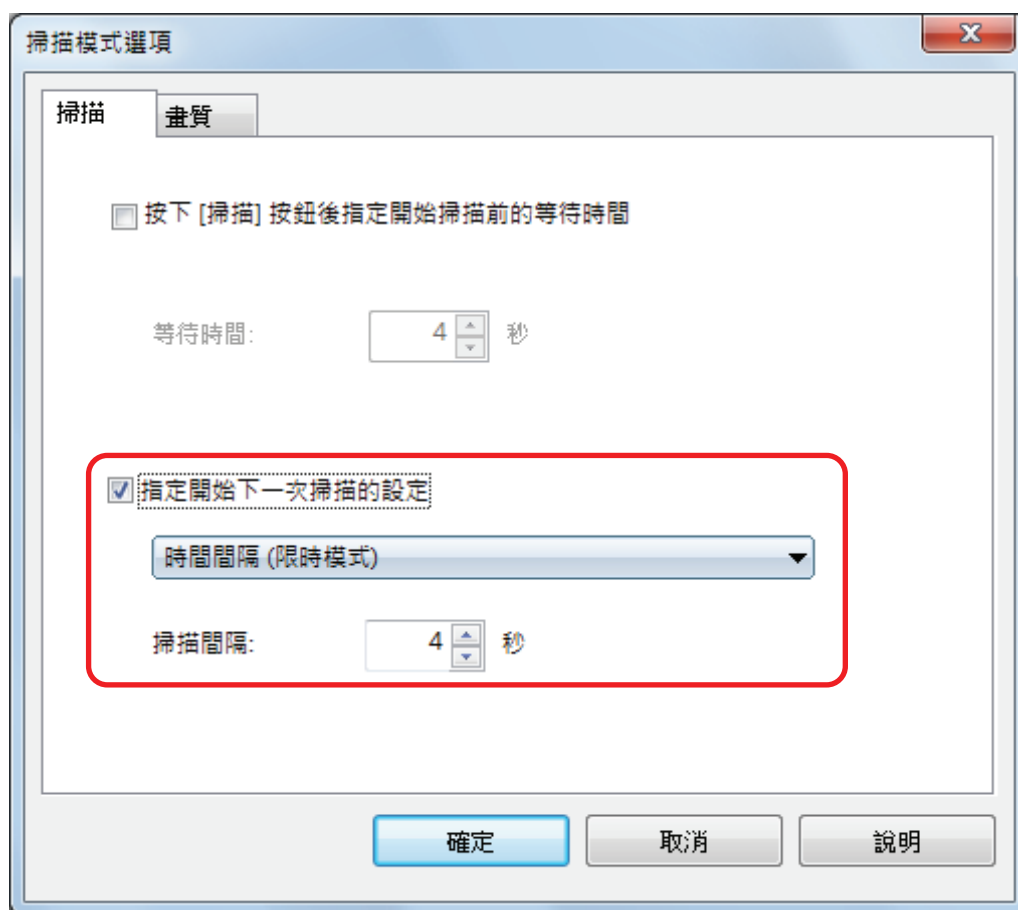 掃描模式選項
掃描
畫質
按下 [掃描] 按鈕後指定開始掃描前的等待時間
等待時間: 4 秒
指定開始下一次掃描的設定
時間間隔 (限時模式)
掃描間隔: 4 秒
確定 取消 說明